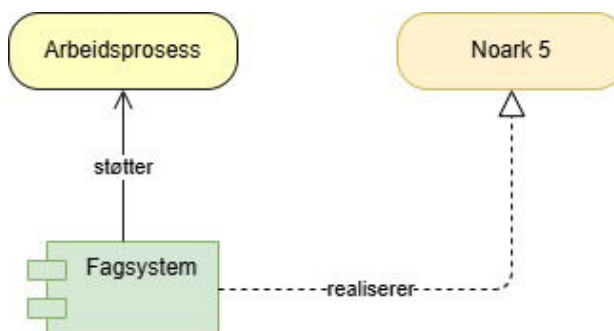 Arbeidsprosess
Noark 5
støtter
Fagsystem
realiserer